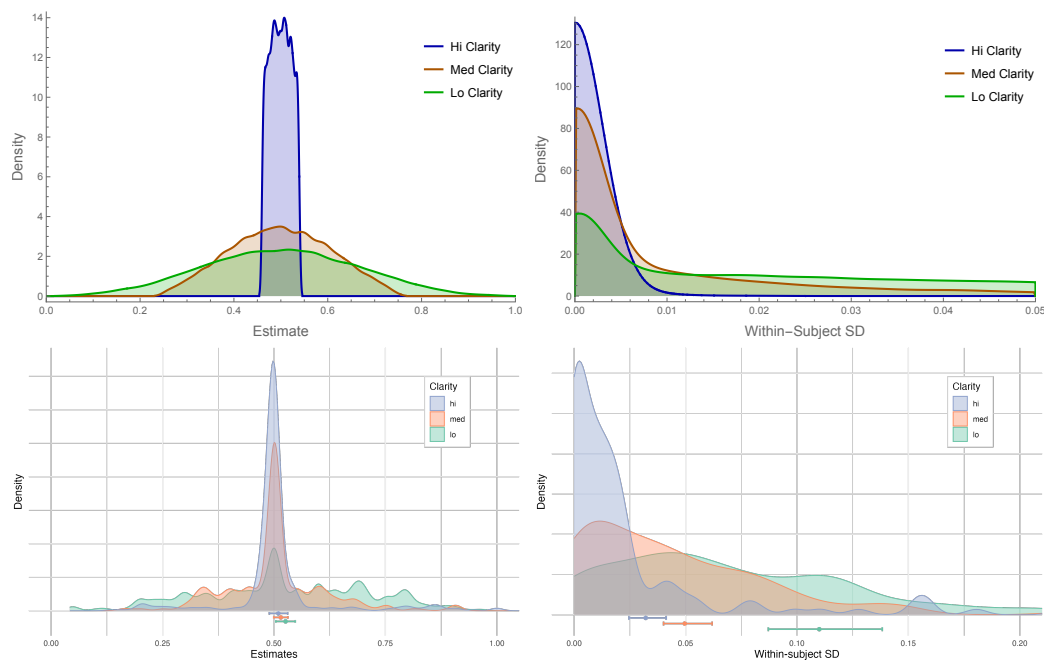 14
12
10
8
6
4
2
0
Density
Hi Clarity
Med Clarity
Lo Clarity
0.0 0.2 0.4 0.6 0.8 1.0
Estimate
120
100
80
60
40
20
0
Density
Hi Clarity
Med Clarity
Lo Clarity
0.00 0.01 0.02 0.03 0.04 0.05
Within-Subject SD
Density
Clarity
hi
med
lo
0.00 0.25 0.50 0.75 1.00
Estimates
Density
Clarity
hi
med
lo
0.00 0.05 0.10 0.15 0.20
Within-subject SD